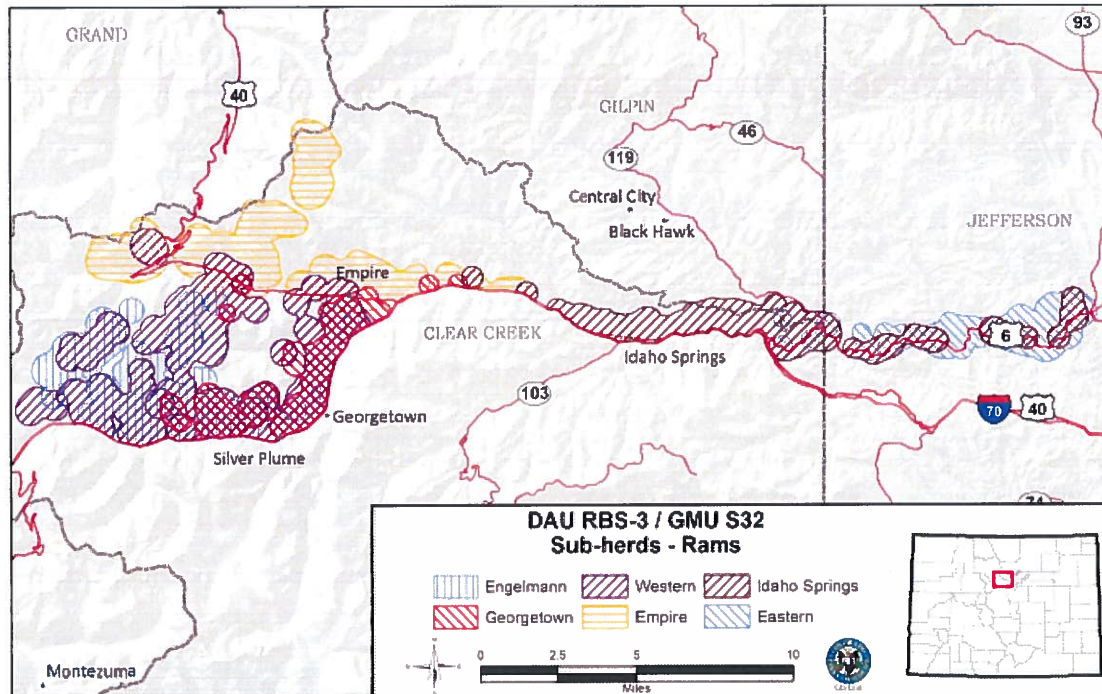 GRAND
93
40
GILPIN
46
119
Central City
Black Hawk
JEFFERSON
Empire
CLEAR CREEK
6
Idaho Springs
103
70
40
Georgetown
Silver Plume
DAU RBS-3 / GMU S32
Sub-herds - Rams
Engelmann
Western
Idaho Springs
Georgetown
Empire
Eastern
0 2.5 5 10
Miles
Montezuma